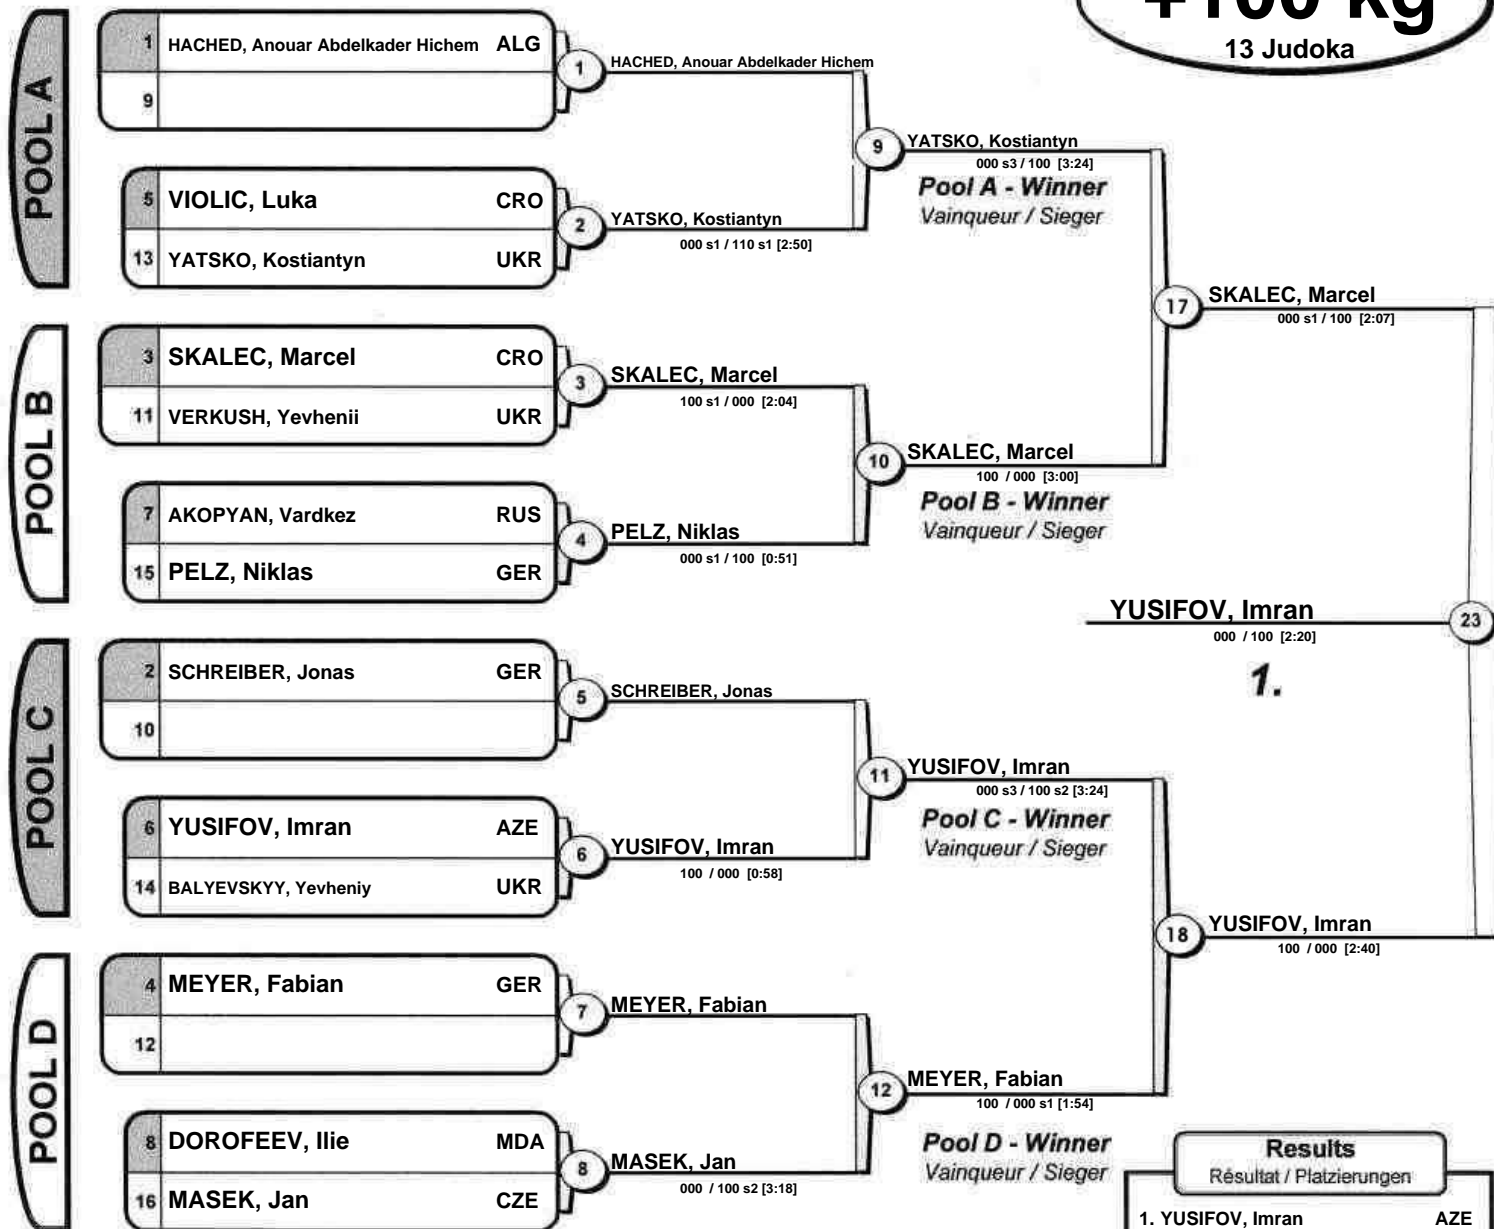 +100 kg
13 Judoka
POOL A
1 HACHED, Anouar Abdelkader Hichem ALG
9
1 HACHED, Anouar Abdelkader Hichem
5 VIOLIC, Luka CRO
13 YATSKO, Kostiantyn UKR
2 YATSKO, Kostiantyn
000 s1 / 110 s1 [2:50]
9 YATSKO, Kostiantyn
000 s3 / 100 [3:24]
Pool A - Winner
Vainqueur / Sieger
POOL B
3 SKALEC, Marcel CRO
11 VERKUSH, Yevhenii UKR
3 SKALEC, Marcel
100 s1 / 000 [2:04]
7 AKOPYAN, Vardkez RUS
15 PELZ, Niklas GER
4 PELZ, Niklas
000 s1 / 100 [0:51]
10 SKALEC, Marcel
100 / 000 [3:00]
Pool B - Winner
Vainqueur / Sieger
17 SKALEC, Marcel
000 s1 / 100 [2:07]
YUSIFOV, Imran 23
000 / 100 [2:20]
1.
POOL C
2 SCHREIBER, Jonas GER
10
5 SCHREIBER, Jonas
6 YUSIFOV, Imran AZE
14 BALYEVSKYY, Yevheniy UKR
6 YUSIFOV, Imran
100 / 000 [0:58]
11 YUSIFOV, Imran
000 s3 / 100 s2 [3:24]
Pool C - Winner
Vainqueur / Sieger
18 YUSIFOV, Imran
100 / 000 [2:40]
POOL D
4 MEYER, Fabian GER
12
7 MEYER, Fabian
8 DOROFEEV, Ilie MDA
16 MASEK, Jan CZE
8 MASEK, Jan
000 / 100 s2 [3:18]
12 MEYER, Fabian
100 / 000 s1 [1:54]
Pool D - Winner
Vainqueur / Sieger
Results
Résultat / Platzierungen
1. YUSIFOV, Imran AZE